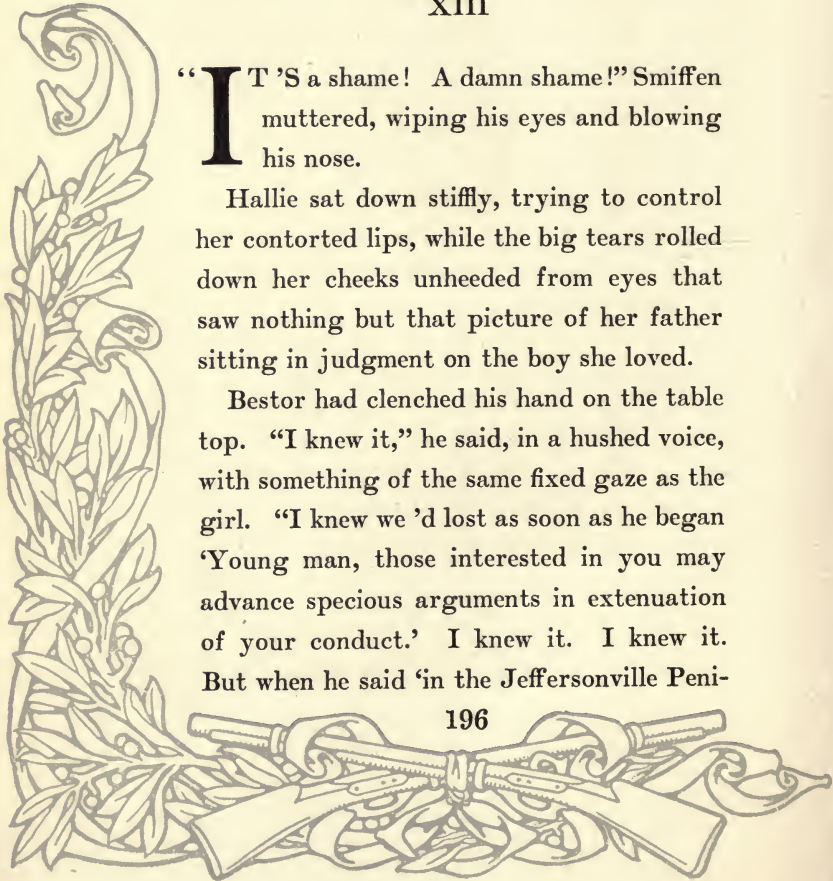 xiii
“IT ’S a shame! A damn shame!” Smiffen
muttered, wiping his eyes and blowing
his nose.
Hallie sat down stiffly, trying to control
her contorted lips, while the big tears rolled
down her cheeks unheeded from eyes that
saw nothing but that picture of her father
sitting in judgment on the boy she loved.
Bestor had clenched his hand on the table
top. “I knew it,” he said, in a hushed voice,
with something of the same fixed gaze as the
girl. “I knew we ’d lost as soon as he began
‘Young man, those interested in you may
advance specious arguments in extenuation
of your conduct.’ I knew it. I knew it.
But when he said ‘in the Jeffersonville Peni-
196